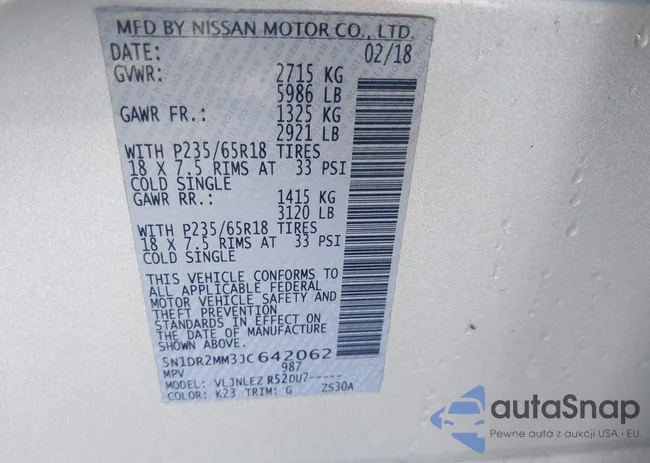 MFD BY NISSAN MOTOR CO., LTD.
DATE: 02/18
GVWR: 2715 KG
5986 LB
GAWR FR.: 1325 KG
2921 LB
WITH P235/65R18 TIRES
18 X 7.5 RIMS AT 33 PSI
COLD SINGLE
GAWR RR.: 1415 KG
3120 LB
WITH P235/65R18 TIRES
18 X 7.5 RIMS AT 33 PSI
COLD SINGLE
THIS VEHICLE CONFORMS TO
ALL APPLICABLE FEDERAL
MOTOR VEHICLE SAFETY AND
THEFT PREVENTION
STANDARDS IN EFFECT ON
THE DATE OF MANUFACTURE
SHOWN ABOVE.
5N1DR2MM3JC642062
MPV 987
MODEL: VLJNLEZ R52DU7-----
COLOR: K23 TRIM: G ZS30A
autaSnap
Pewne auta z aukcji USA i EU